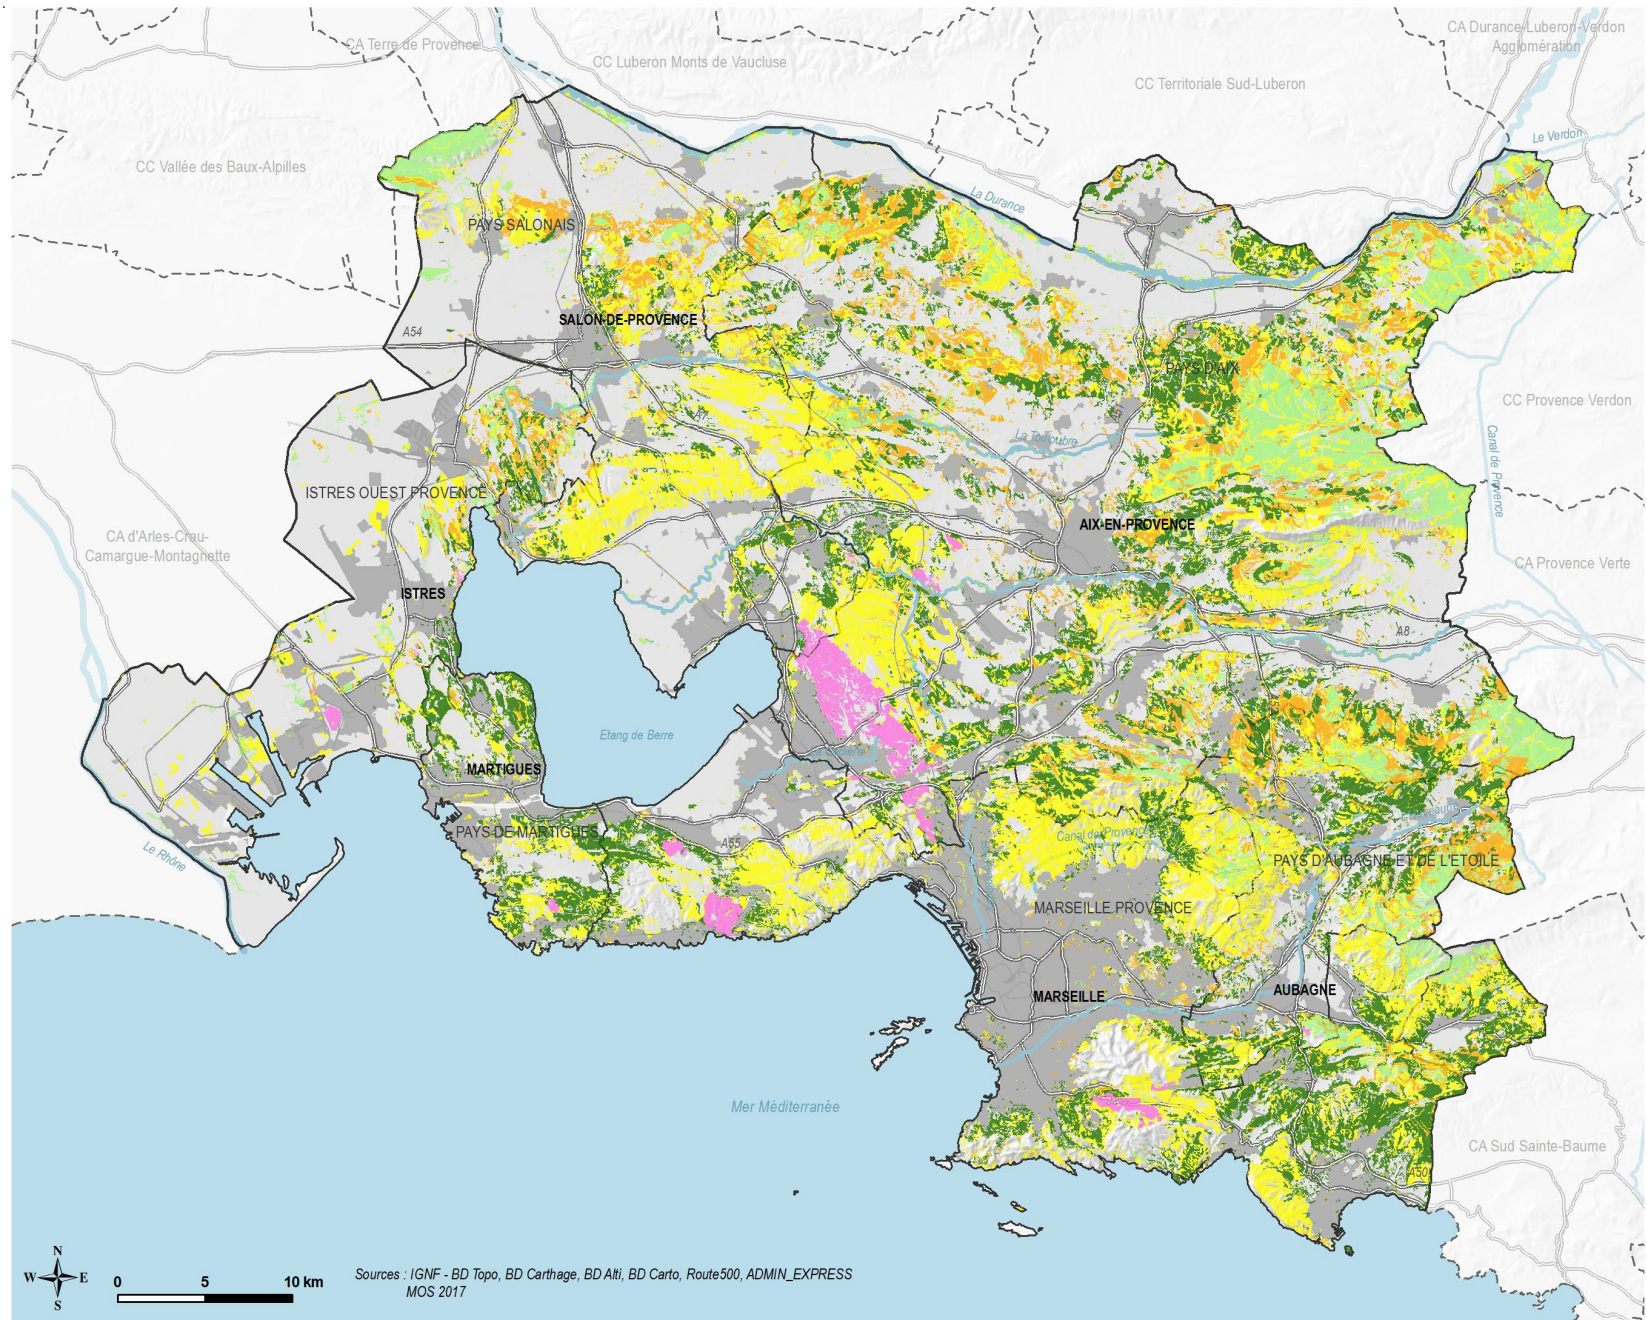 CA Terre de Provence
CA Durance-Luberon-Verdon
Agglomération
CC Luberon Monts de Vaucluse
CC Territoriale Sud-Luberon
Le Verdon
CC Vallée des Baux-Alpilles
La Durance
PAYS SALONAIS
SALON-DE-PROVENCE
A54
PAYS D'AIX
CC Provence Verdon
A7
La Touloubre
Canal de Provence
ISTRES OUEST PROVENCE
AIX-EN-PROVENCE
CA d'Arles-Crau-
Camargue-Montagnette
CA Provence Verte
ISTRES
A8
Etang de Berre
MARTIGUES
PAYS DE MARTIGUES
A55
Canal de Provence
Le Rhône
PAYS D'AUBAGNE ET DE L'ETOILE
MARSEILLE PROVENCE
MARSEILLE
AUBAGNE
Mer Méditerranée
CA Sud Sainte-Baume
A50
N
W
E
S
0 5 10 km
Sources : IGNF - BD Topo, BD Carthage, BD Alti, BD Carto, Route500, ADMIN_EXPRESS
MOS 2017